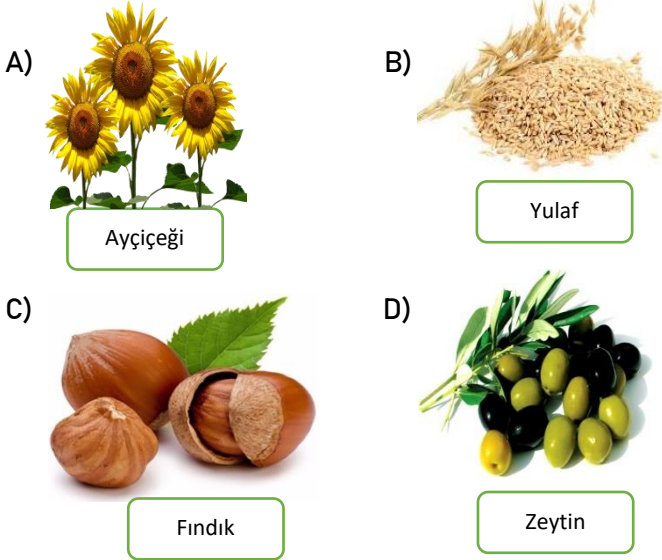 A)
Ayçiçeği
B)
Yulaf
C)
Fındık
D)
Zeytin